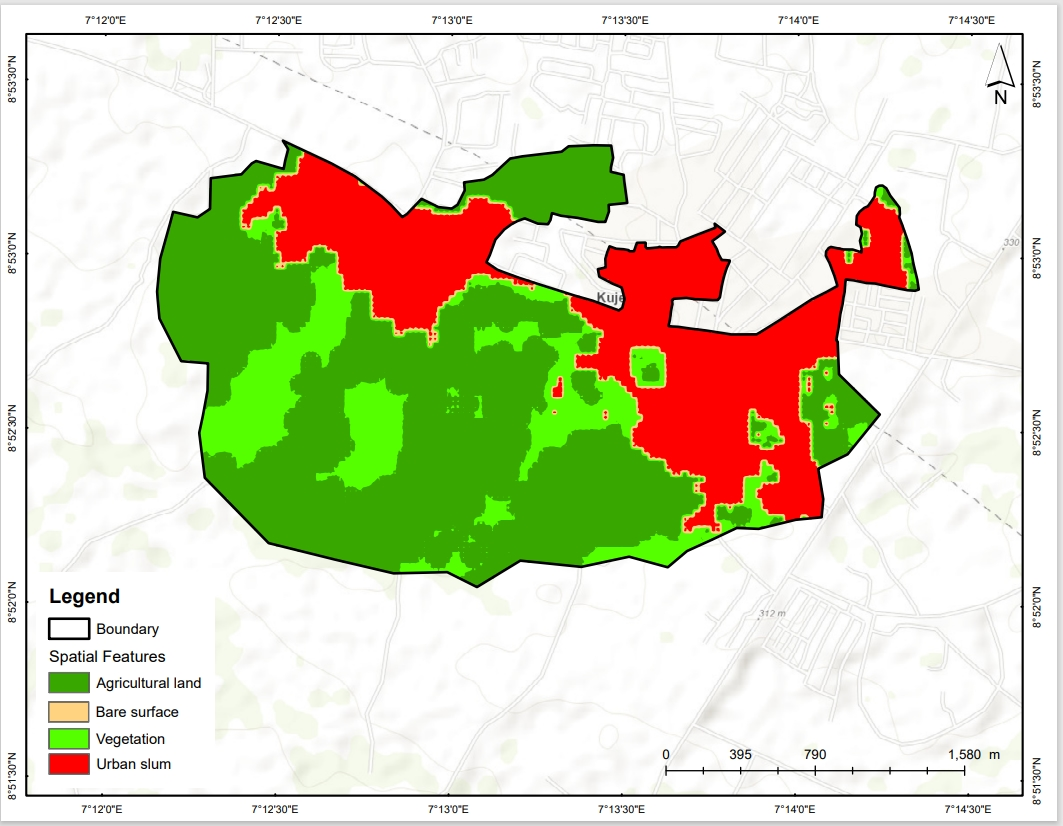 7°12'0"E 7°12'30"E 7°13'0"E 7°13'30"E 7°14'0"E 7°14'30"E
8°53'30"N
8°53'30"N
N
8°53'0"N
330
8°53'0"N
Kuje
8°52'30"N
8°52'30"N
8°52'0"N
8°52'0"N
312 m
Legend
Boundary
Spatial Features
Agricultural land
Bare surface
Vegetation
Urban slum
0 395 790 1,580 m
8°51'30"N
8°51'30"N
7°12'0"E 7°12'30"E 7°13'0"E 7°13'30"E 7°14'0"E 7°14'30"E